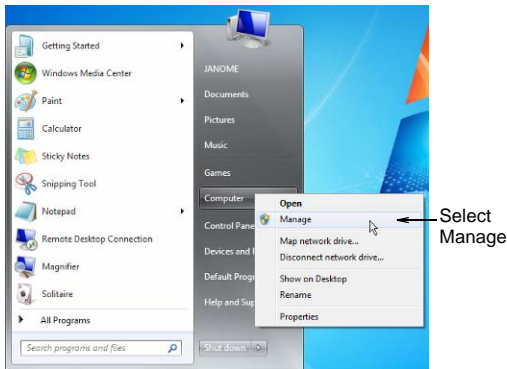 Getting Started
Windows Media Center
Paint
Calculator
Sticky Notes
Snipping Tool
Notepad
Remote Desktop Connection
Magnifier
Solitaire
All Programs
Search programs and files
JANOME
Documents
Pictures
Music
Games
Computer
Control Pane
Devices and
Default Progr
Help and Sup
Shut down
Open
Manage
Map network drive...
Disconnect network drive...
Show on Desktop
Rename
Properties
Select
Manage